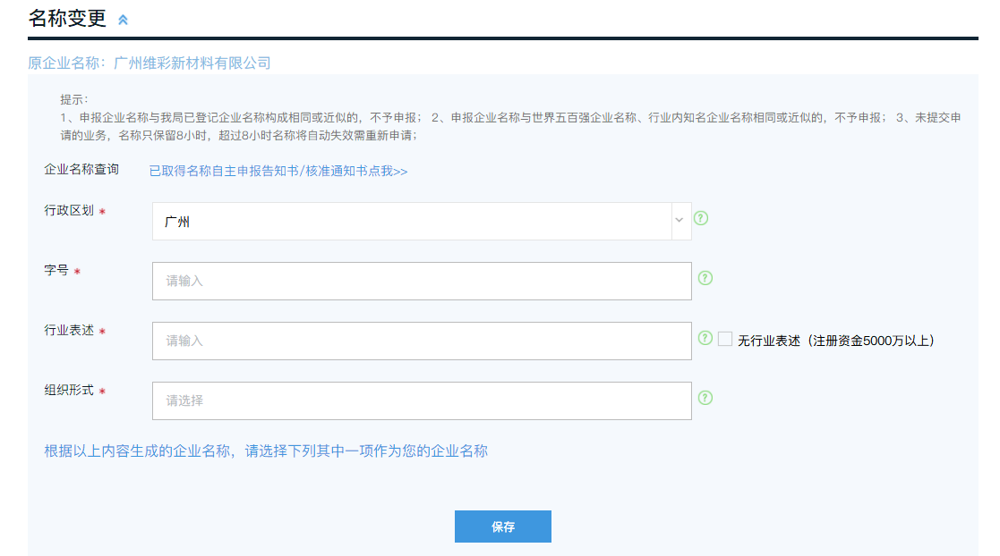 名称变更
原企业名称：广州维彩新材料有限公司
提示：
1、申报企业名称与我局已登记企业名称构成相同或近似的，不予申报； 2、申报企业名称与世界五百强企业名称、行业内知名企业名称相同或近似的，不予申报； 3、未提交申
请的业务，名称只保留8小时，超过8小时名称将自动失效需重新申请；
企业名称查询 已取得名称自主申报告知书/核准通知书点我>>
行政区划 * 广州 ?
字号 * 请输入 ?
行业表述 * 请输入 ? 无行业表述（注册资金5000万以上）
组织形式 * 请选择 ?
根据以上内容生成的企业名称，请选择下列其中一项作为您的企业名称
保存